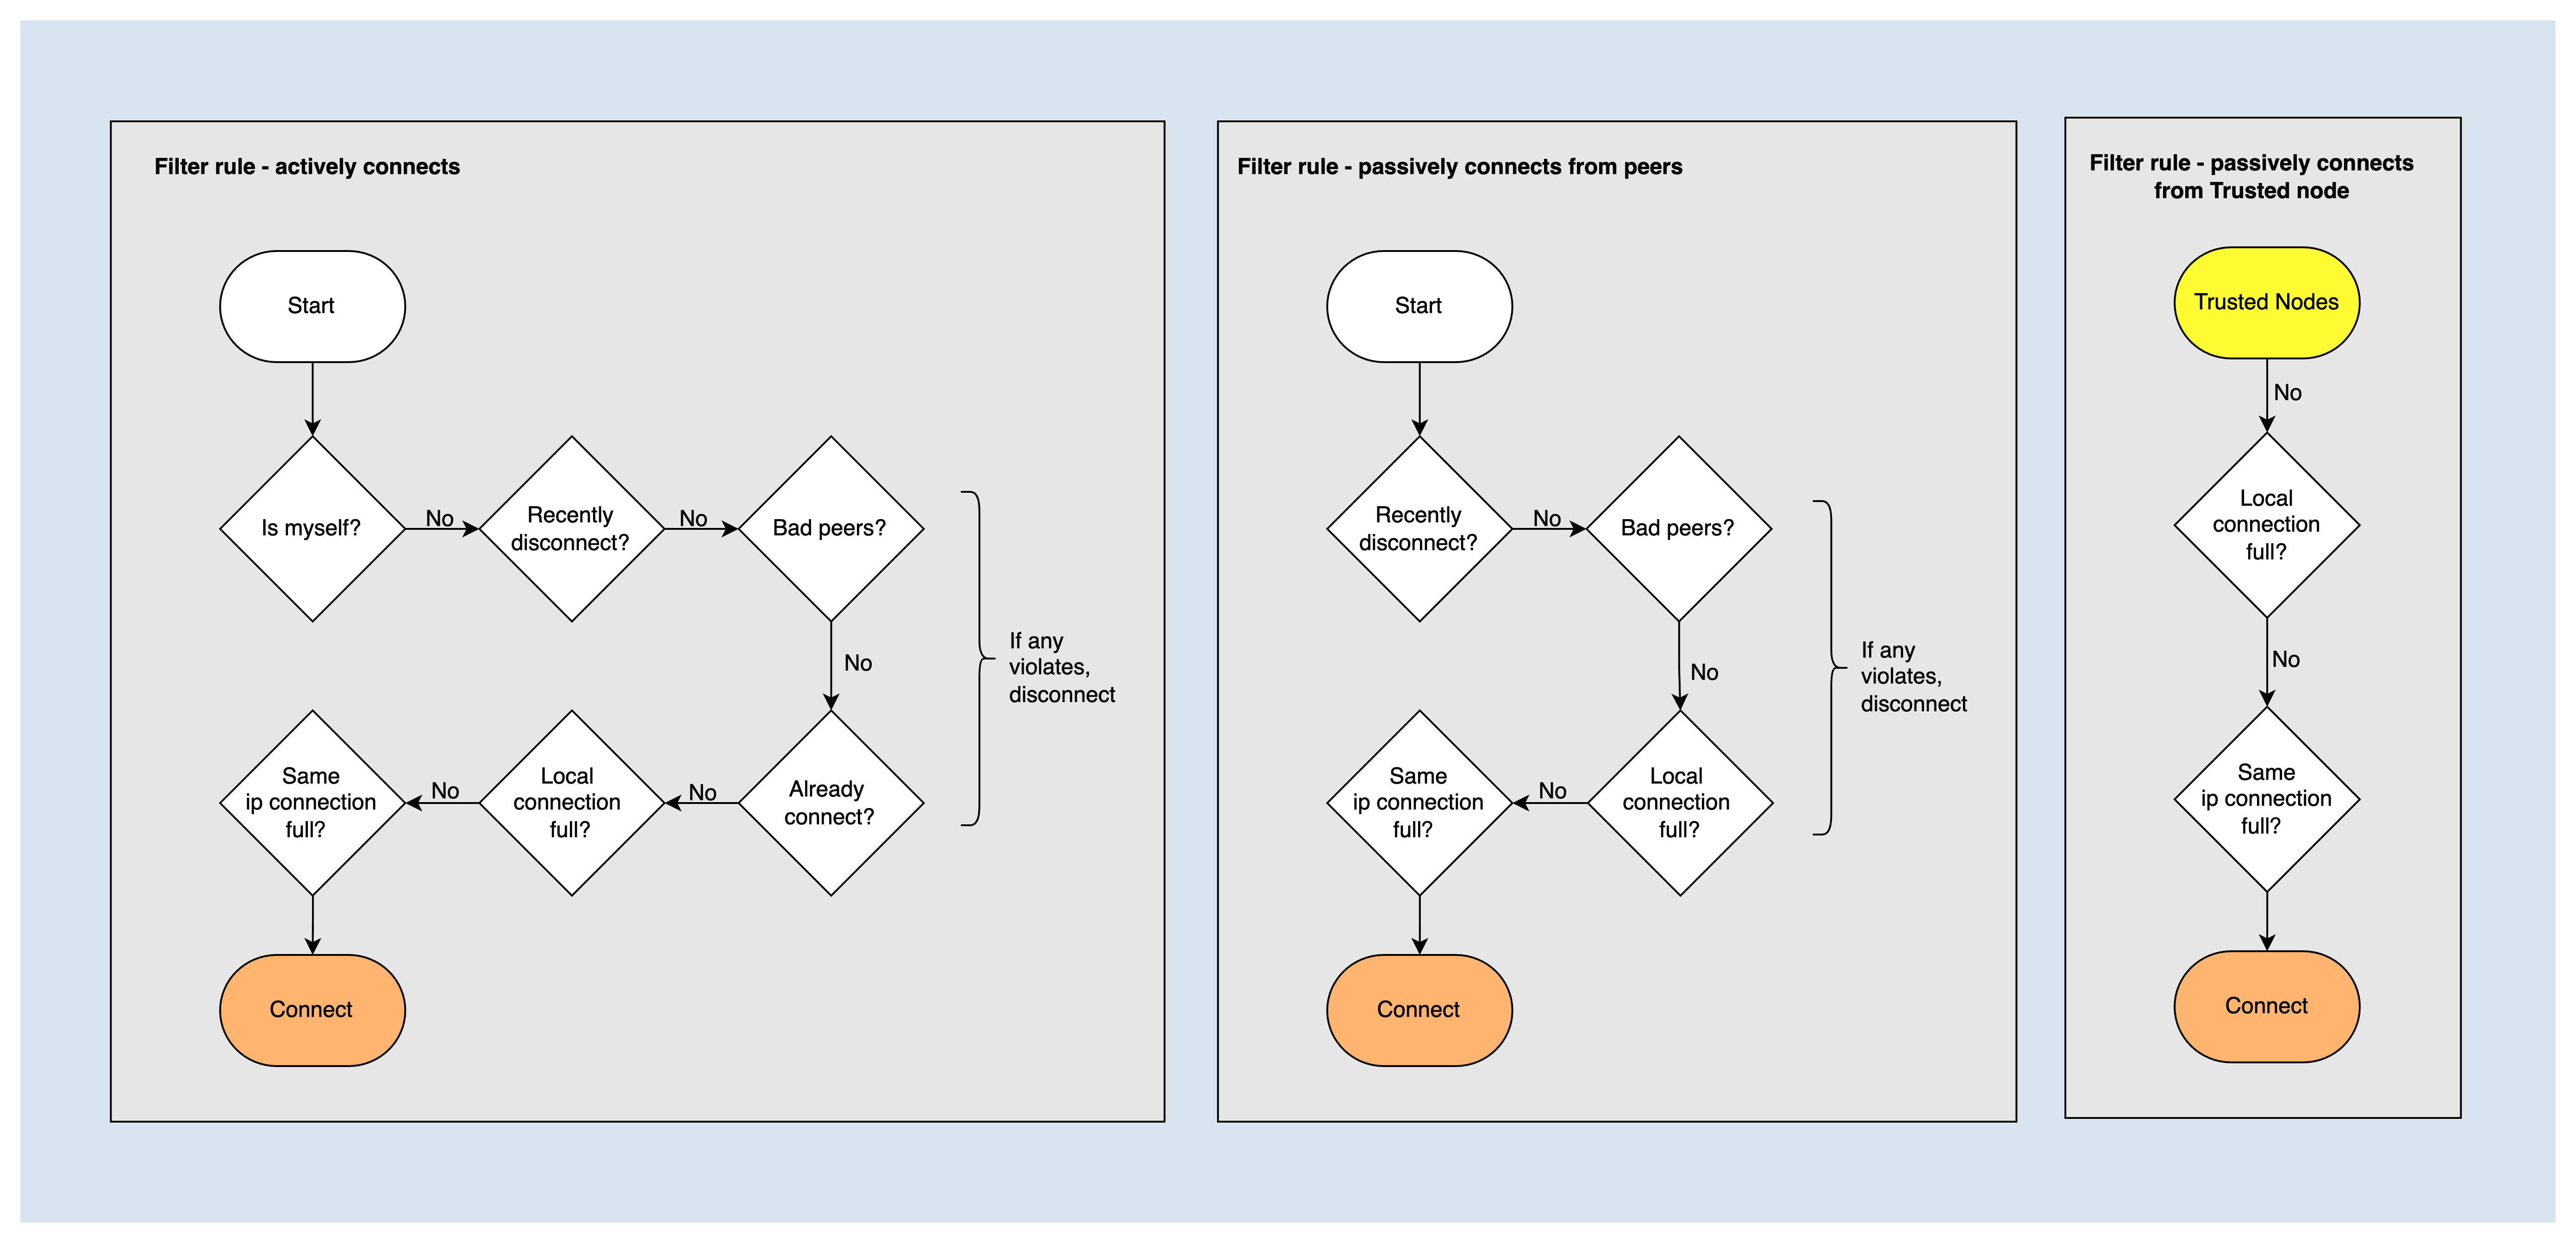 Filter rule - actively connects
Start
Is myself?
No
Recently
disconnect?
No
Bad peers?
No
Already
connect?
No
Local
connection
full?
No
Same
ip connection
full?
Connect
If any
violates,
disconnect
Filter rule - passively connects from peers
Start
Recently
disconnect?
No
Bad peers?
No
Local
connection
full?
No
Same
ip connection
full?
Connect
If any
violates,
disconnect
Filter rule - passively connects
from Trusted node
Trusted Nodes
No
Local
connection
full?
No
Same
ip connection
full?
Connect